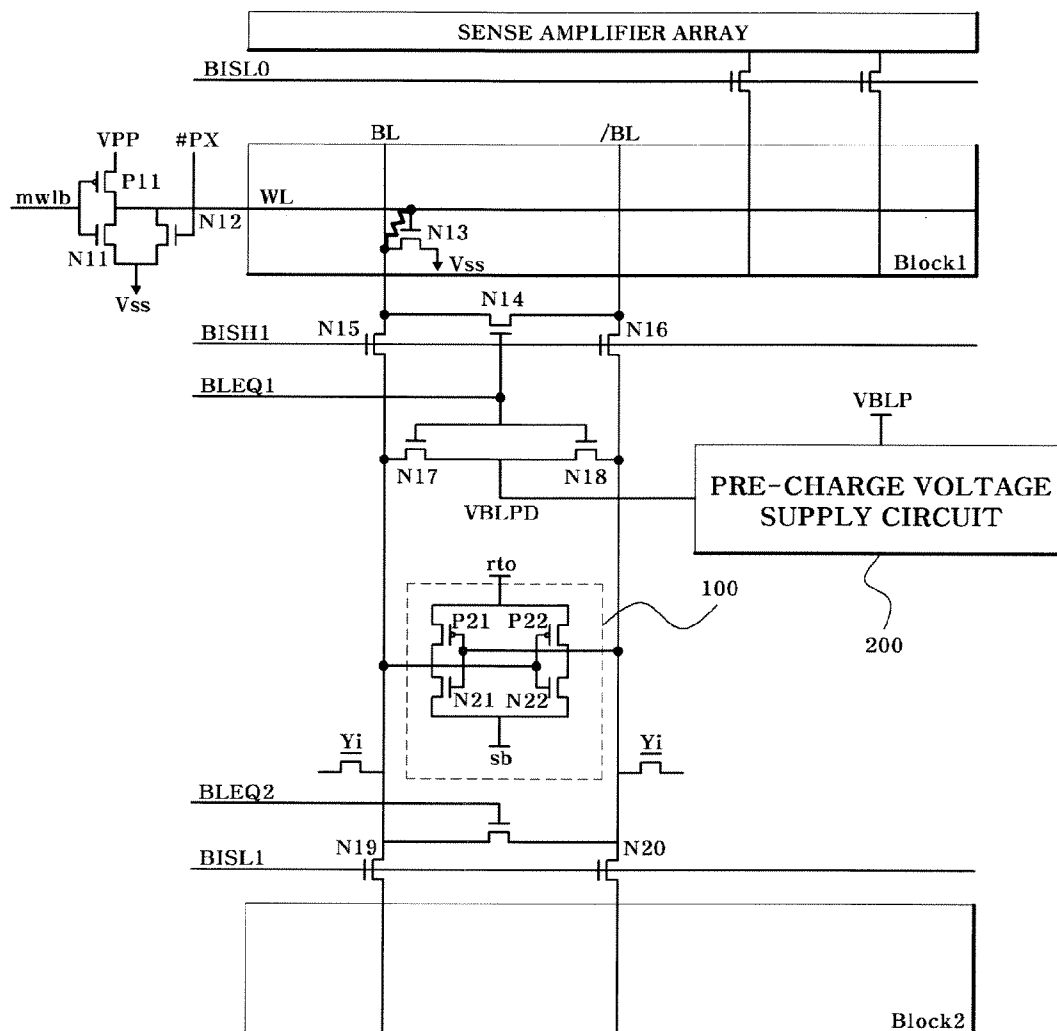 SENSE AMPLIFIER ARRAY
BISL0
BL
/BL
VPP
#PX
P11
mwlb
WL
N12
N13
N11
Vss
Block1
Vss
N14
N15
N16
BISH1
BLEQ1
VBLP
N17
N18
PRE-CHARGE VOLTAGE
SUPPLY CIRCUIT
VBLPD
rto
100
P21
P22
200
N21
N22
Yi
sb
Yi
BLEQ2
N19
N20
BISL1
Block2